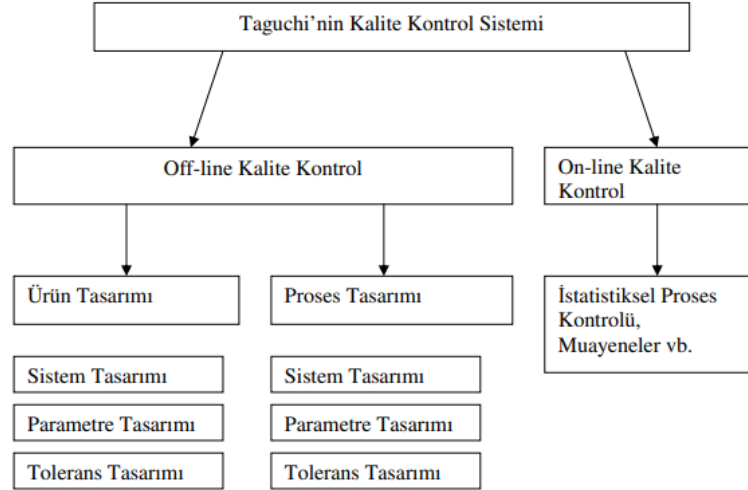 Taguchi’nin Kalite Kontrol Sistemi
Off-line Kalite Kontrol
On-line Kalite
Kontrol
Ürün Tasarımı
Proses Tasarımı
İstatistiksel Proses
Kontrolü,
Muayeneler vb.
Sistem Tasarımı
Sistem Tasarımı
Parametre Tasarımı
Parametre Tasarımı
Tolerans Tasarımı
Tolerans Tasarımı